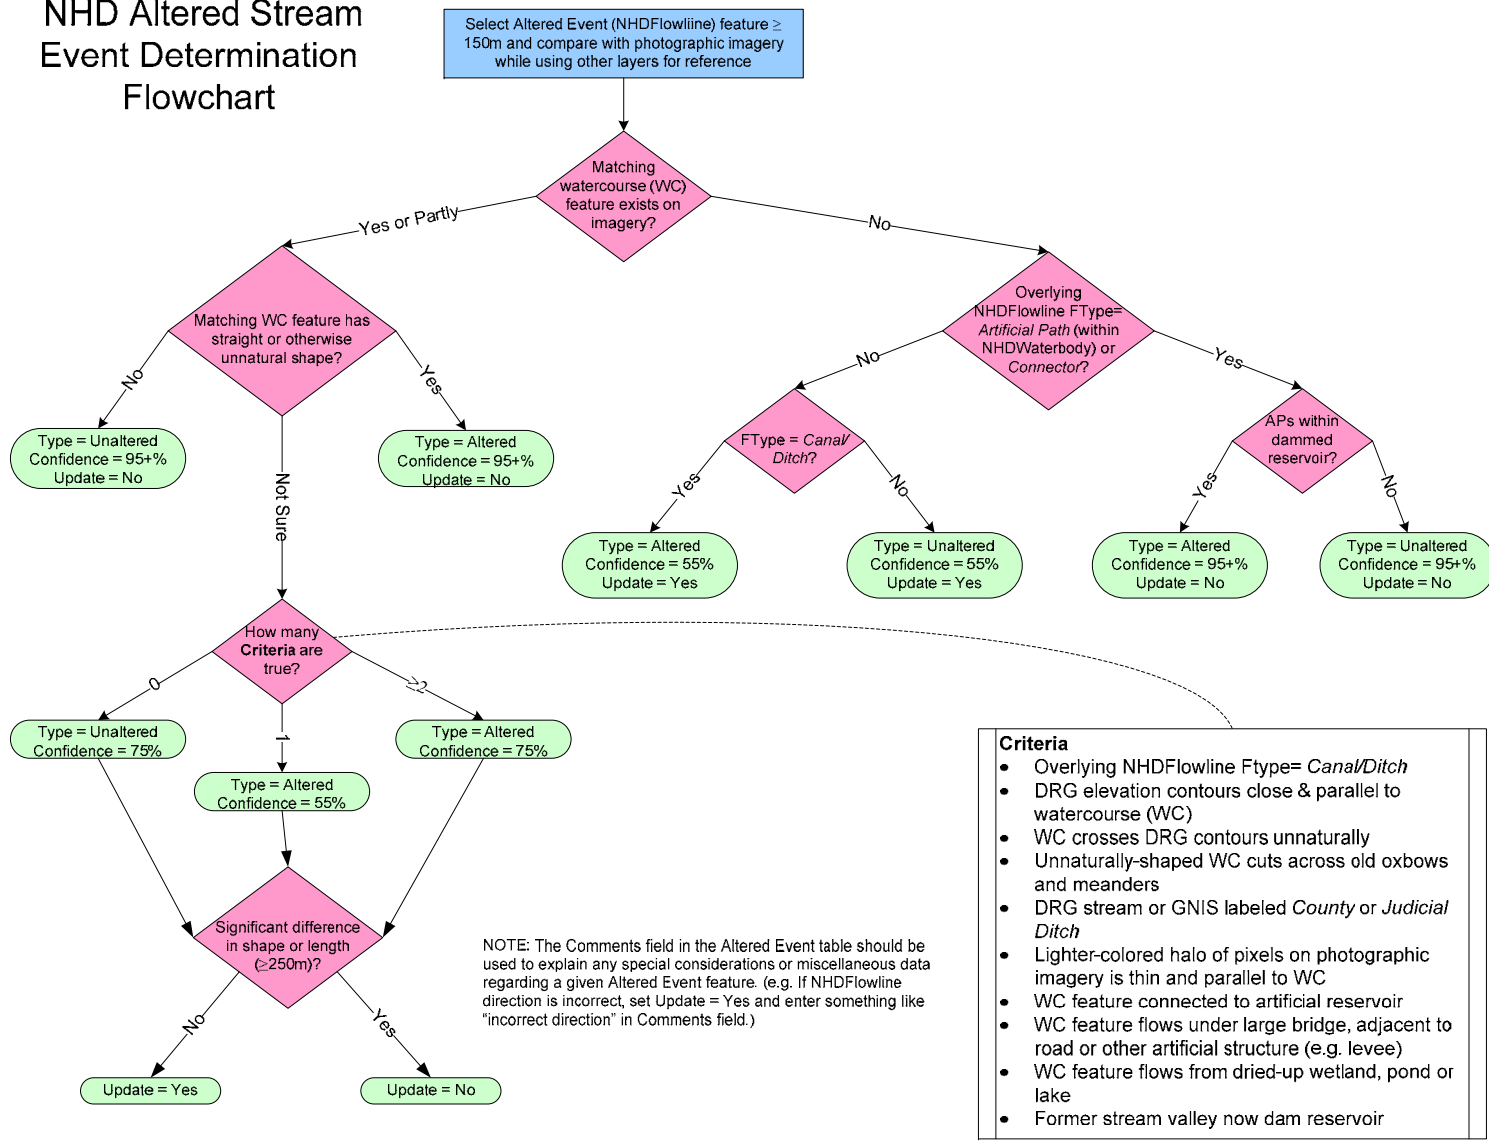 NHD Altered Stream
Event Determination
Flowchart
Select Altered Event (NHDFlowliine) feature ≥
150m and compare with photographic imagery
while using other layers for reference
Matching
watercourse (WC)
feature exists on
imagery?
Yes or Partly
No
Matching WC feature has
straight or otherwise
unnatural shape?
Overlying
NHDFlowline FType=
Artificial Path (within
NHDWaterbody) or
Connector?
No
Yes
No
Yes
Type = Unaltered
Confidence = 95+%
Update = No
Type = Altered
Confidence = 95+%
Update = No
Not Sure
FType = Canal/
Ditch?
APs within
dammed
reservoir?
Yes
No
Yes
No
Type = Altered
Confidence = 55%
Update = Yes
Type = Unaltered
Confidence = 55%
Update = Yes
Type = Altered
Confidence = 95+%
Update = No
Type = Unaltered
Confidence = 95+%
Update = No
How many
Criteria are
true?
0
1
≥2
Type = Unaltered
Confidence = 75%
Type = Altered
Confidence = 55%
Type = Altered
Confidence = 75%
Significant difference
in shape or length
(≥250m)?
No
Yes
Update = Yes
Update = No
NOTE: The Comments field in the Altered Event table should be
used to explain any special considerations or miscellaneous data
regarding a given Altered Event feature. (e.g. If NHDFlowline
direction is incorrect, set Update = Yes and enter something like
“incorrect direction” in Comments field.)
Criteria
• Overlying NHDFlowline Ftype= Canal/Ditch
• DRG elevation contours close & parallel to
watercourse (WC)
• WC crosses DRG contours unnaturally
• Unnaturally-shaped WC cuts across old oxbows
and meanders
• DRG stream or GNIS labeled County or Judicial
Ditch
• Lighter-colored halo of pixels on photographic
imagery is thin and parallel to WC
• WC feature connected to artificial reservoir
• WC feature flows under large bridge, adjacent to
road or other artificial structure (e.g. levee)
• WC feature flows from dried-up wetland, pond or
lake
• Former stream valley now dam reservoir